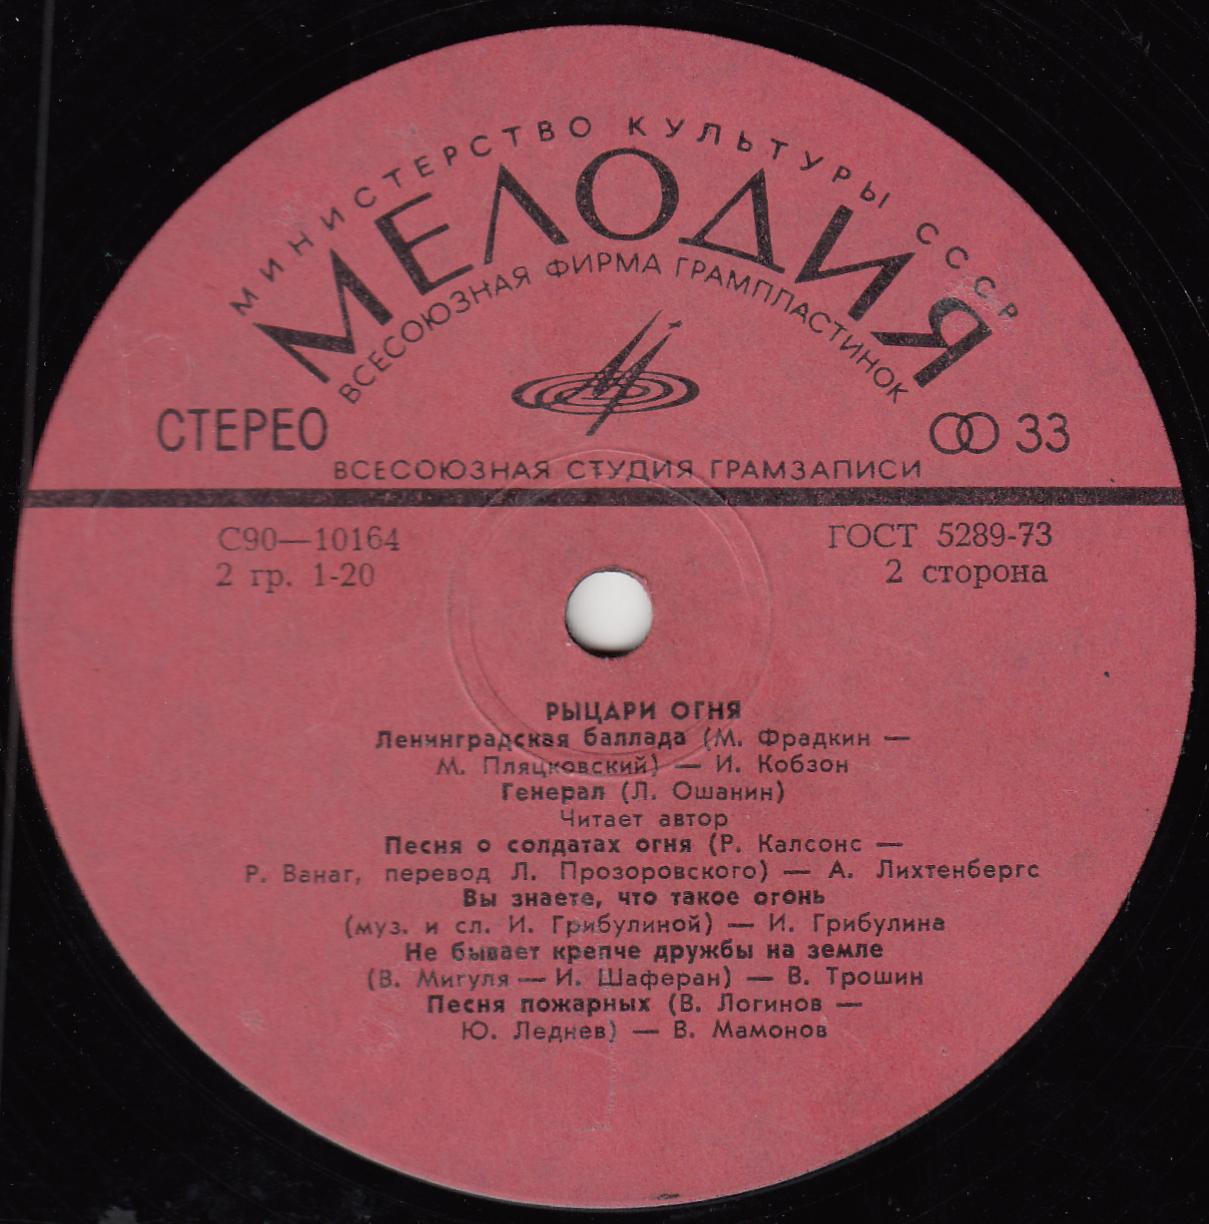 МИНИСТЕРСТВО КУЛЬТУРЫ СССР
МЕЛОДИЯ
ВСЕСОЮЗНАЯ ФИРМА ГРАМПЛАСТИНОК
СТЕРЕО
33
ВСЕСОЮЗНАЯ СТУДИЯ ГРАМЗАПИСИ
С90—10164
ГОСТ 5289-73
2 гр. 1-20
2 сторона
РЫЦАРИ ОГНЯ
Ленинградская баллада (М. Фрадкин —
М. Пляцковский) — И. Кобзон
Генерал (Л. Ошанин)
Читает автор
Песня о солдатах огня (Р. Калсонс —
Р. Ванаг, перевод Л. Прозоровского) — А. Лихтенбергс
Вы знаете, что такое огонь
(муз. и сл. И. Грибулиной) — И. Грибулина
Не бывает крепче дружбы на земле
(В. Мигуля — И. Шаферан) — В. Трошин
Песня пожарных (В. Логинов —
Ю. Леднев) — В. Мамонов